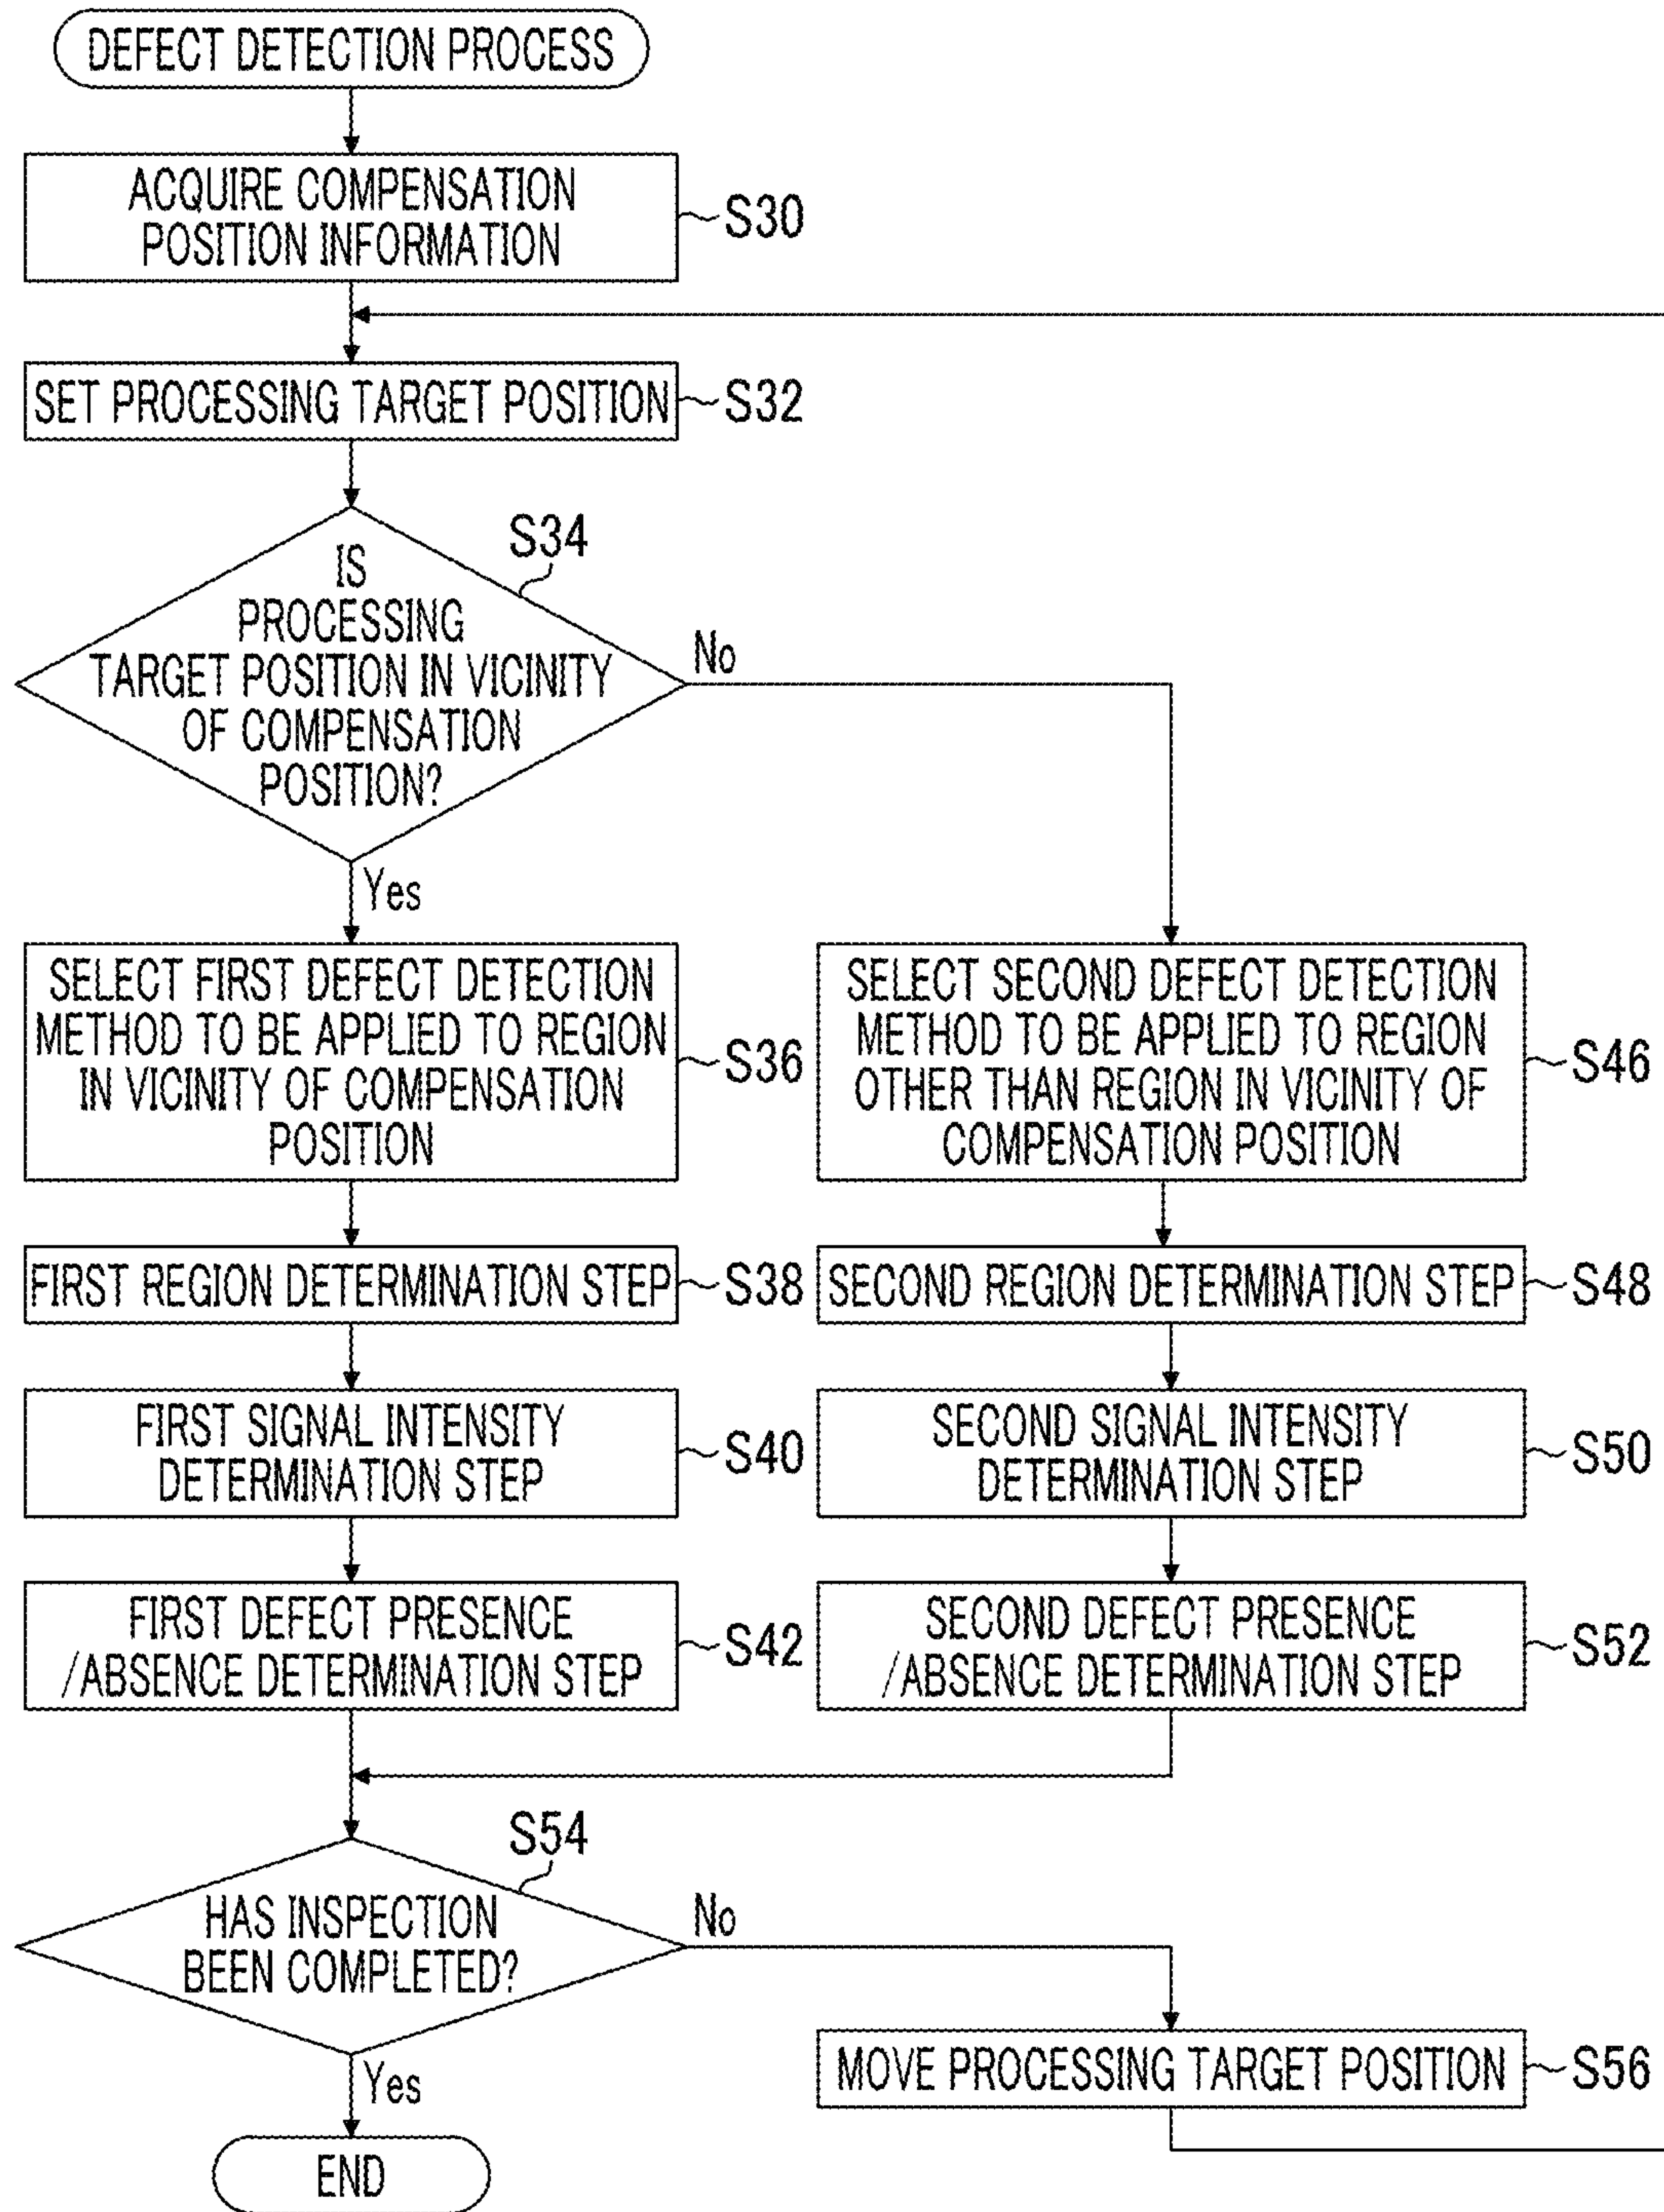 DEFECT DETECTION PROCESS
ACQUIRE COMPENSATION
POSITION INFORMATION
S30
SET PROCESSING TARGET POSITION
S32
S34
IS
PROCESSING
TARGET POSITION IN VICINITY
OF COMPENSATION
POSITION?
No
Yes
SELECT FIRST DEFECT DETECTION
METHOD TO BE APPLIED TO REGION
IN VICINITY OF COMPENSATION
POSITION
S36
SELECT SECOND DEFECT DETECTION
METHOD TO BE APPLIED TO REGION
OTHER THAN REGION IN VICINITY OF
COMPENSATION POSITION
S46
FIRST REGION DETERMINATION STEP
S38
SECOND REGION DETERMINATION STEP
S48
FIRST SIGNAL INTENSITY
DETERMINATION STEP
S40
SECOND SIGNAL INTENSITY
DETERMINATION STEP
S50
FIRST DEFECT PRESENCE
/ABSENCE DETERMINATION STEP
S42
SECOND DEFECT PRESENCE
/ABSENCE DETERMINATION STEP
S52
S54
HAS INSPECTION
BEEN COMPLETED?
No
Yes
MOVE PROCESSING TARGET POSITION
S56
END